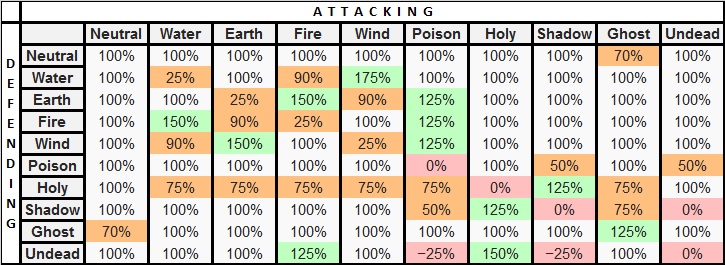 ATTACKING
DEFENDING
Neutral Water Earth Fire Wind Poison Holy Shadow Ghost Undead
Neutral 100% 100% 100% 100% 100% 100% 100% 100% 70% 100%
Water 100% 25% 100% 90% 175% 100% 100% 100% 100% 100%
Earth 100% 100% 25% 150% 90% 125% 100% 100% 100% 100%
Fire 100% 150% 90% 25% 100% 125% 100% 100% 100% 100%
Wind 100% 90% 150% 100% 25% 125% 100% 100% 100% 100%
Poison 100% 100% 100% 100% 100% 0% 100% 50% 100% 50%
Holy 100% 75% 75% 75% 75% 75% 0% 125% 75% 100%
Shadow 100% 100% 100% 100% 100% 50% 125% 0% 75% 0%
Ghost 70% 100% 100% 100% 100% 100% 100% 100% 125% 100%
Undead 100% 100% 100% 125% 100% −25% 150% −25% 100% 0%